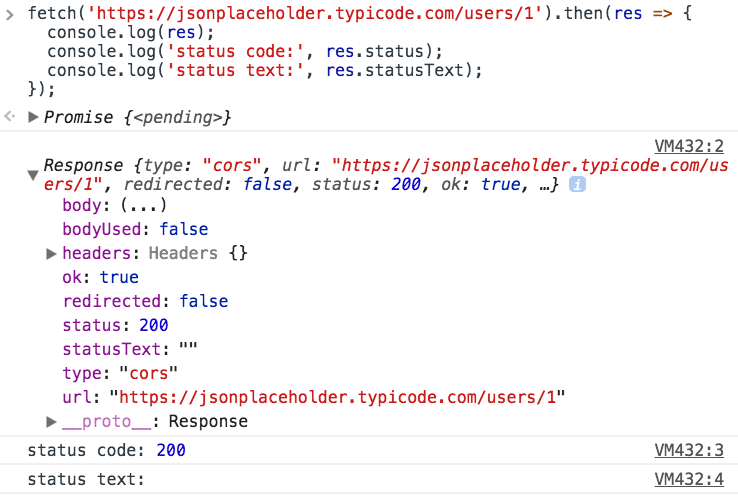 fetch('https://jsonplaceholder.typicode.com/users/1').then(res => {
console.log(res);
console.log('status code:', res.status);
console.log('status text:', res.statusText);
});
Promise {<pending>}
VM432:2
Response {type: "cors", url: "https://jsonplaceholder.typicode.com/us
ers/1", redirected: false, status: 200, ok: true, …}
body: (...)
bodyUsed: false
headers: Headers {}
ok: true
redirected: false
status: 200
statusText: ""
type: "cors"
url: "https://jsonplaceholder.typicode.com/users/1"
__proto__: Response
status code: 200 VM432:3
status text: VM432:4